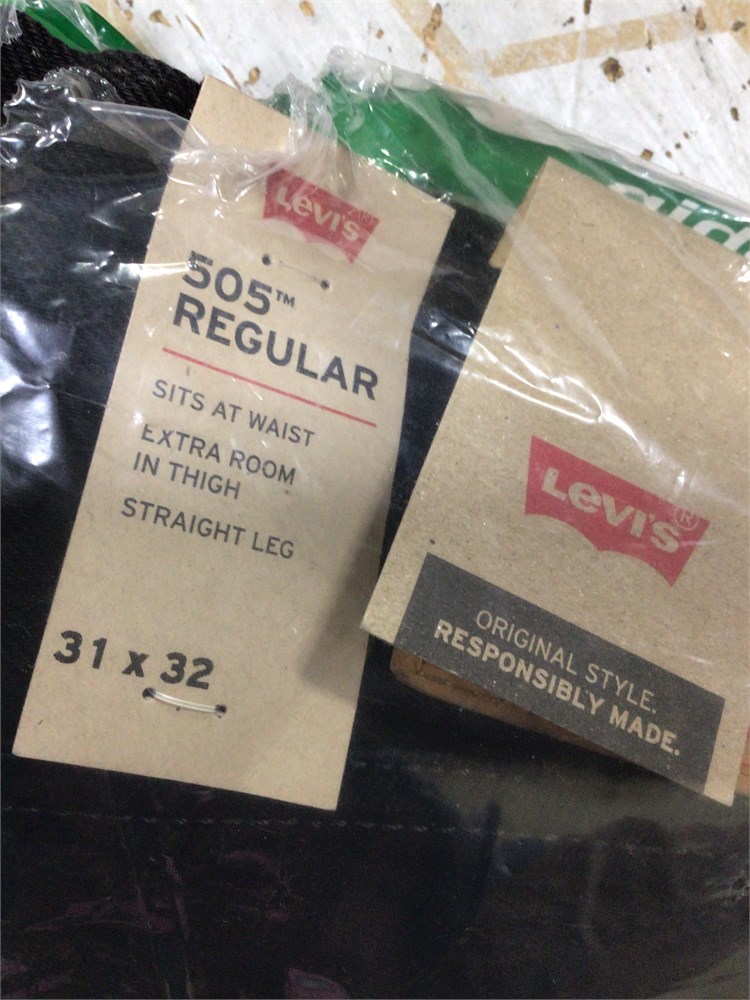 Levi's
505™
REGULAR
SITS AT WAIST
EXTRA ROOM
IN THIGH
STRAIGHT LEG
31 x 32
Levi's®
ORIGINAL STYLE.
RESPONSIBLY MADE.